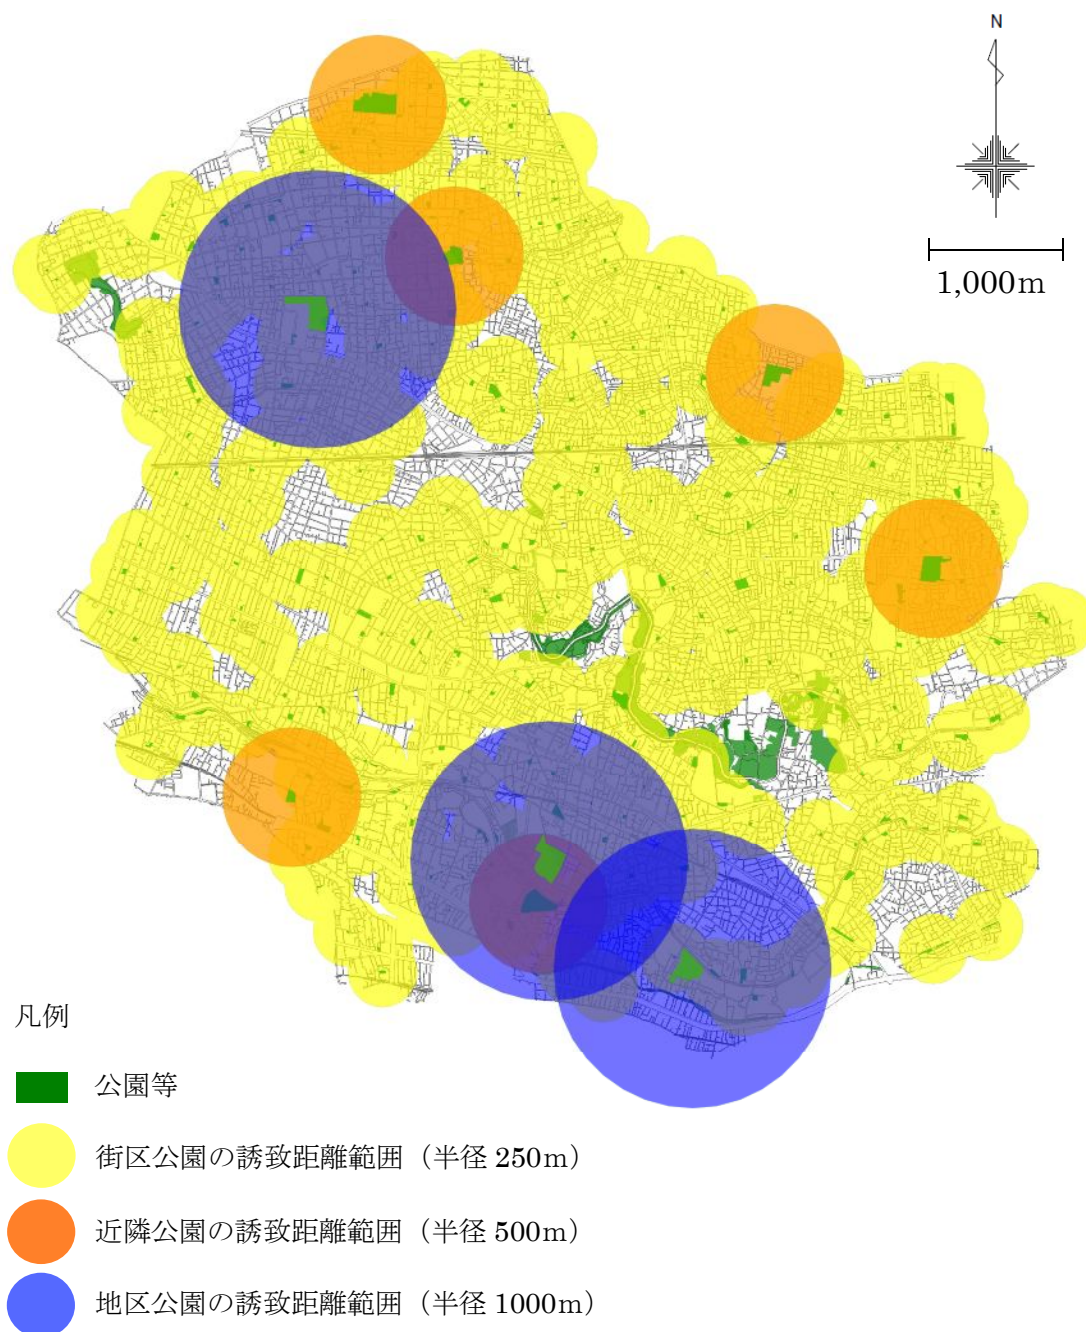 N
1,000m
凡例
公園等
街区公園の誘致距離範囲（半径 250m）
近隣公園の誘致距離範囲（半径 500m）
地区公園の誘致距離範囲（半径 1000m）